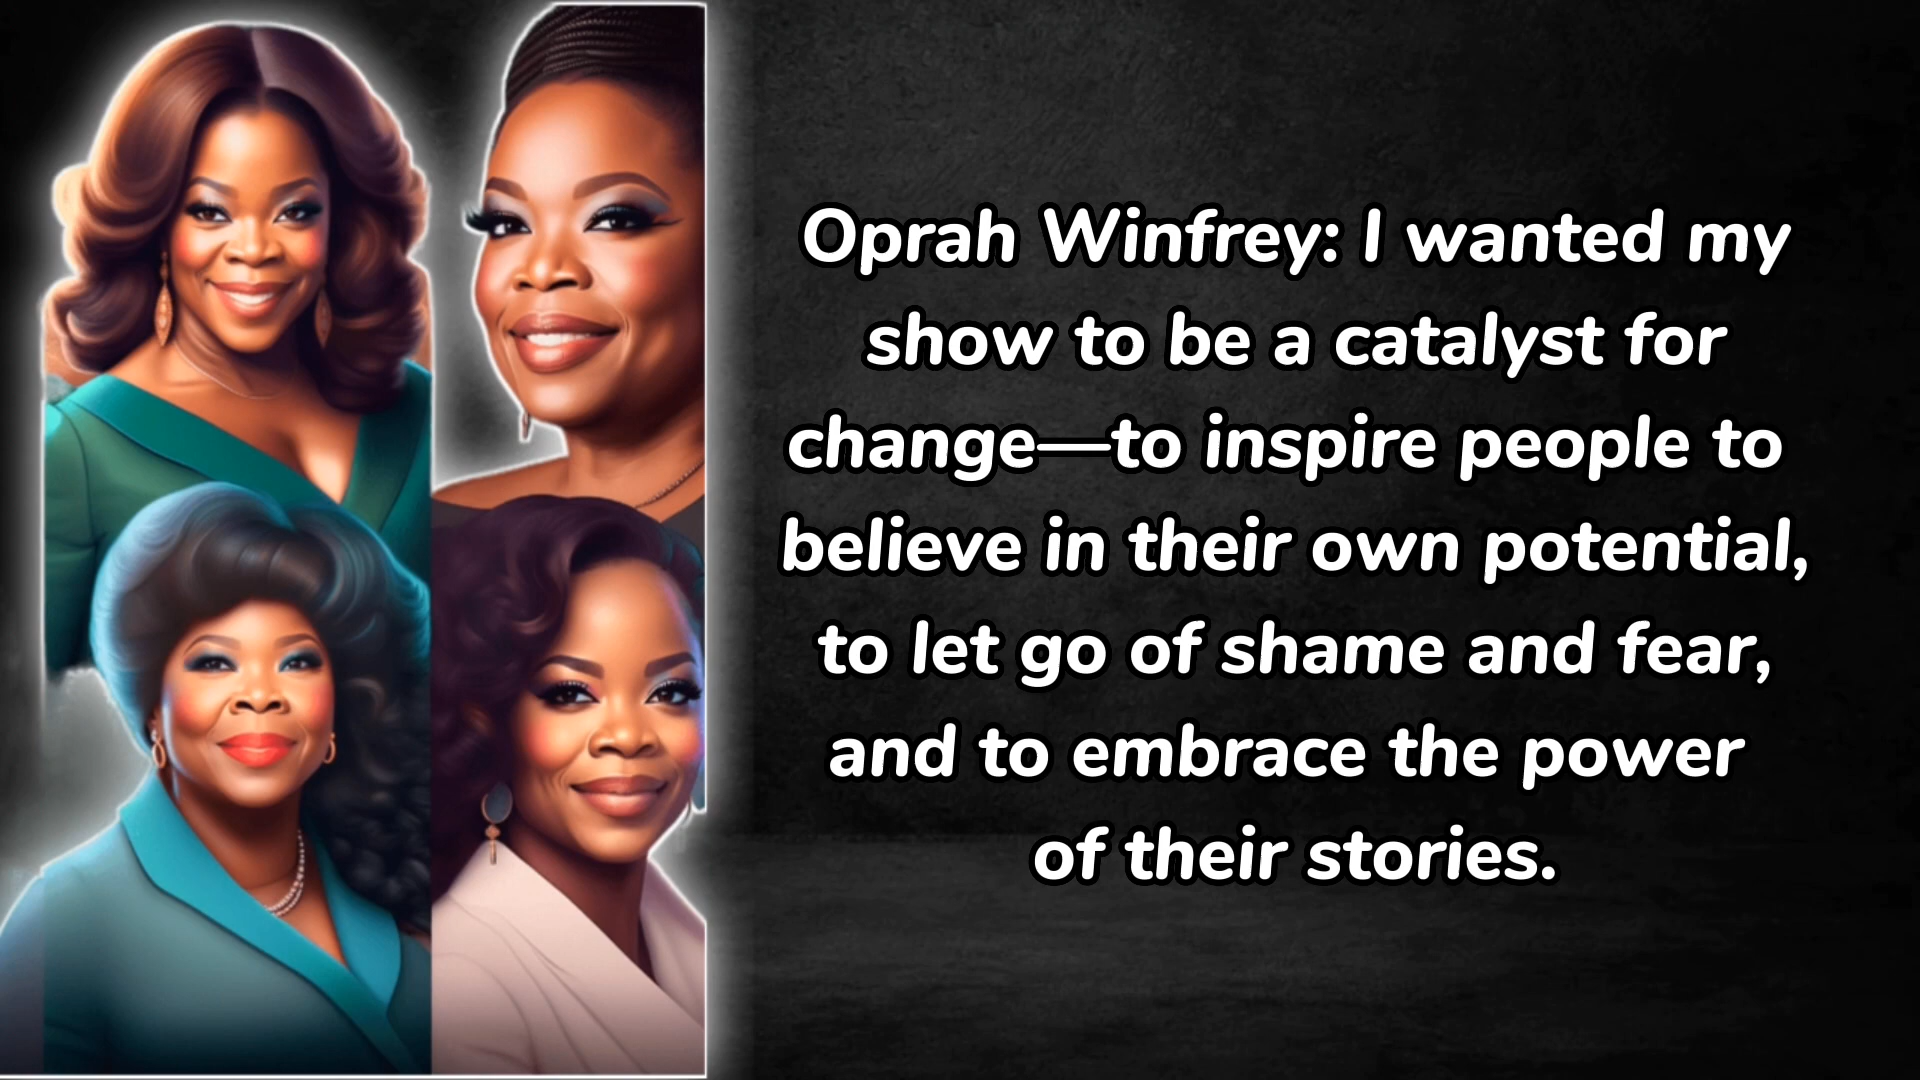 Oprah Winfrey: I wanted my
show to be a catalyst for
change—to inspire people to
believe in their own potential,
to let go of shame and fear,
and to embrace the power
of their stories.